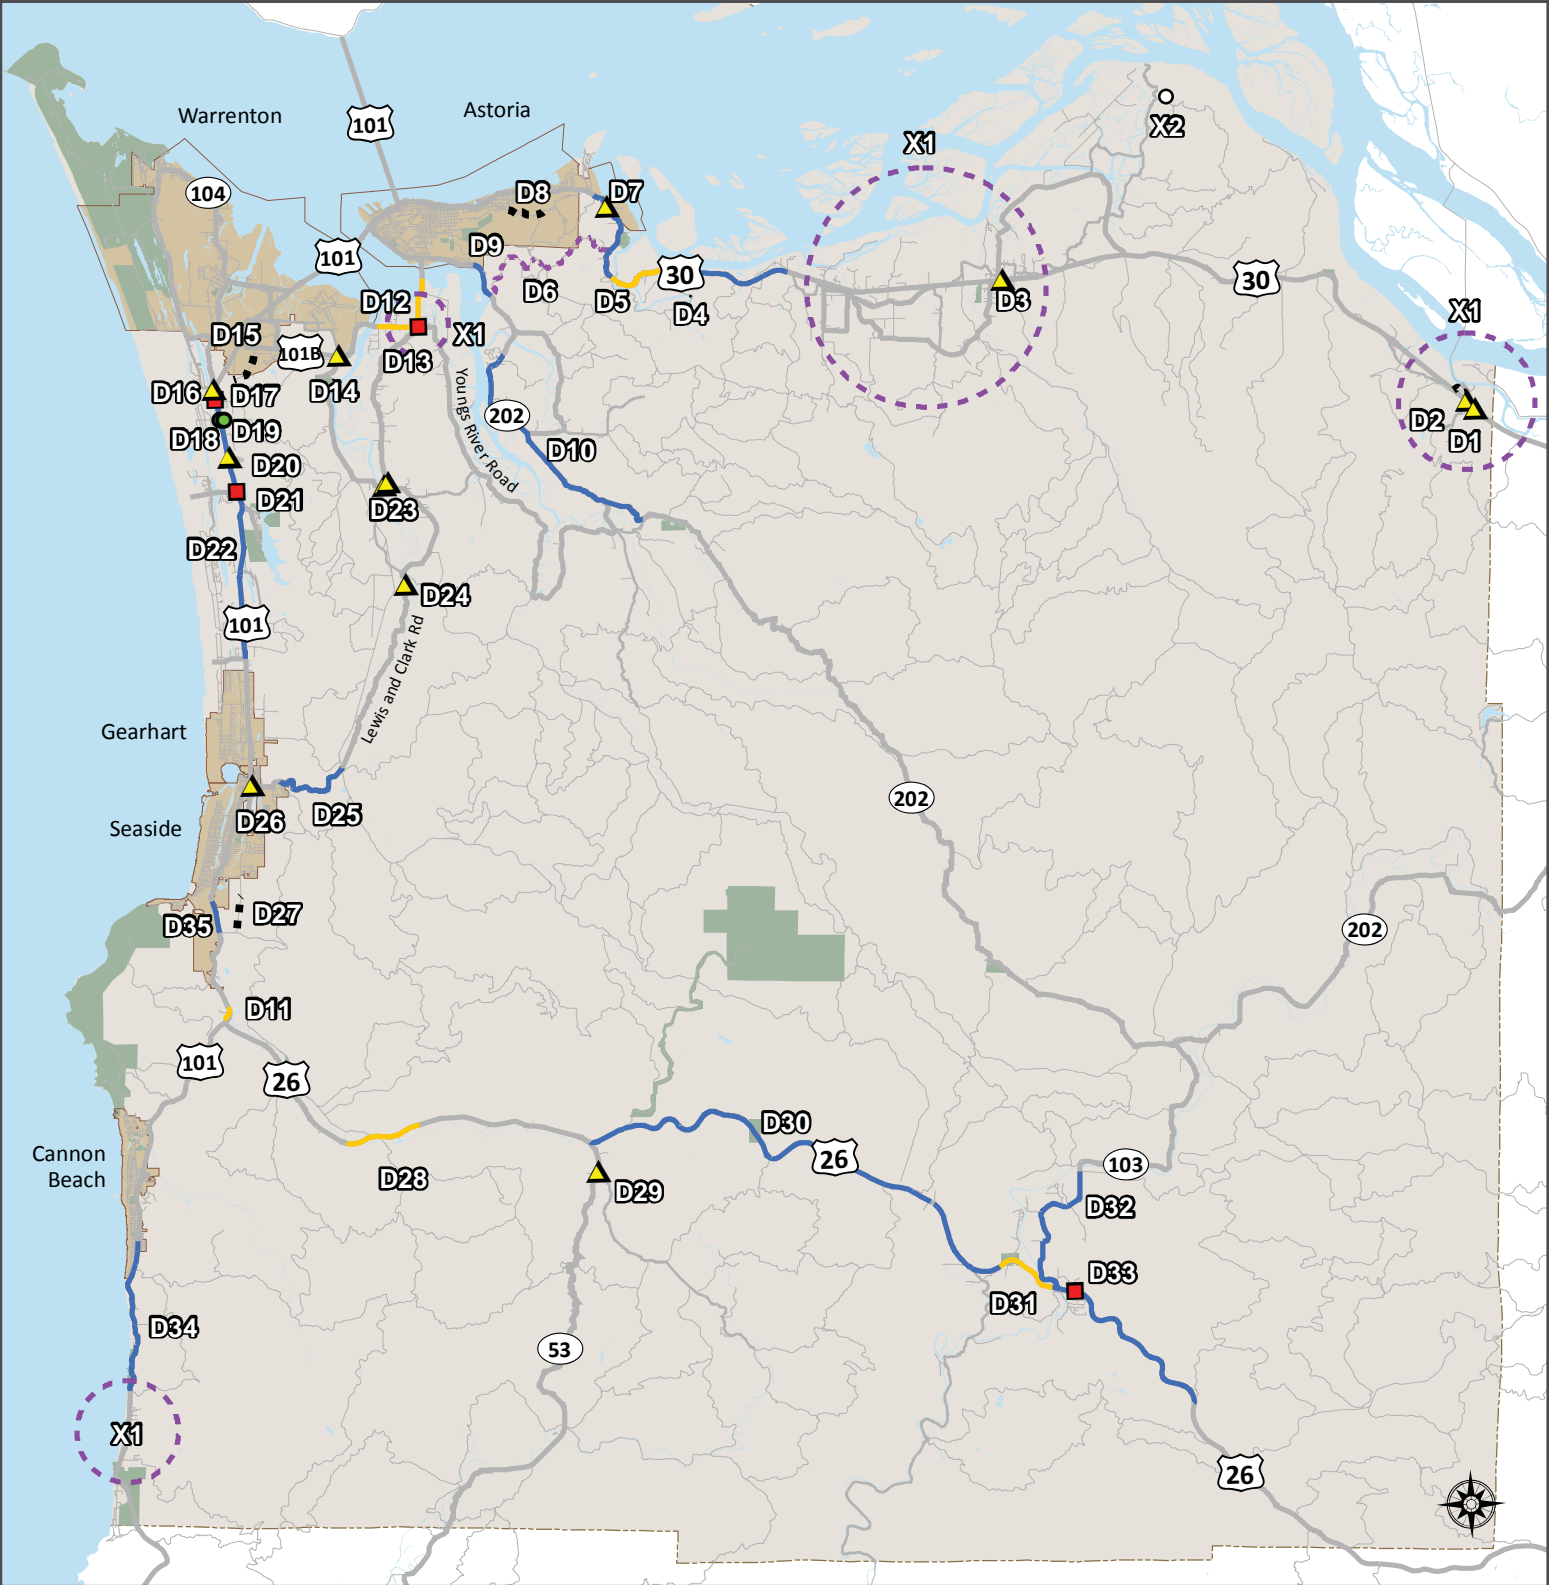 Warrenton
Astoria
101
X2
X1
104
D8
D7
D9
101
D6
D5
30
D4
D3
30
X1
D12
X1
D13
D15
101B
D14
D16
D17
D18
D19
D20
D21
D22
Youngs River Road
202
D10
D2
D1
D23
D24
101
Lewis and Clark Rd
Gearhart
Seaside
D26
D25
202
D35
D27
202
D11
101
26
Cannon
Beach
D28
D30
26
D29
103
D32
D33
D31
D34
53
X1
26